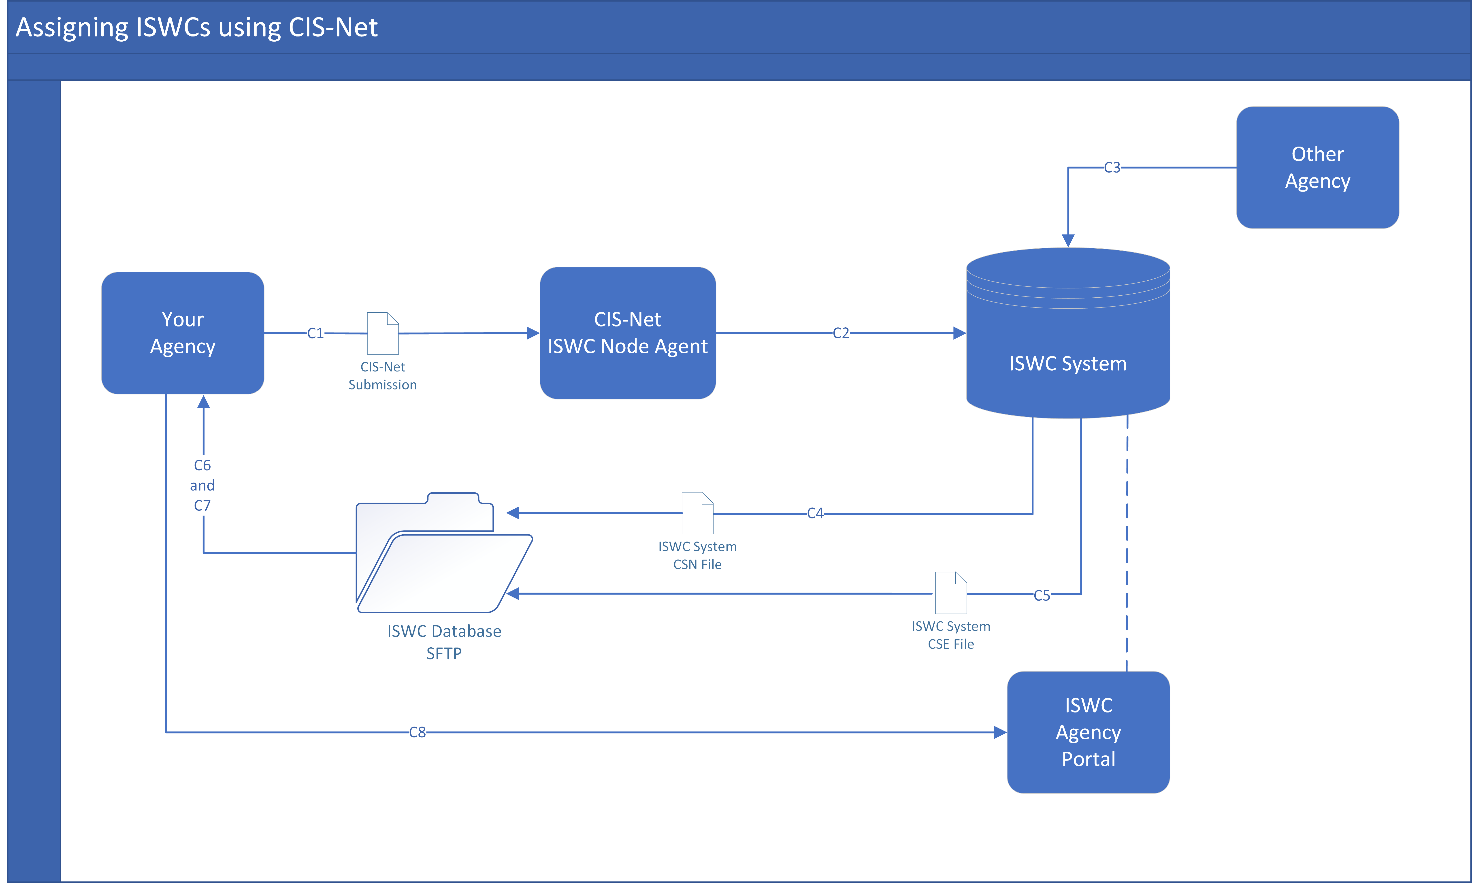 Assigning ISWCs using CIS-Net
Other
Agency
C3
Your
Agency
C1
CIS-Net
Submission
CIS-Net
ISWC Node Agent
C2
ISWC System
C6
and
C7
C4
ISWC System
CSN File
C5
ISWC System
CSE File
ISWC Database
SFTP
C8
ISWC
Agency
Portal